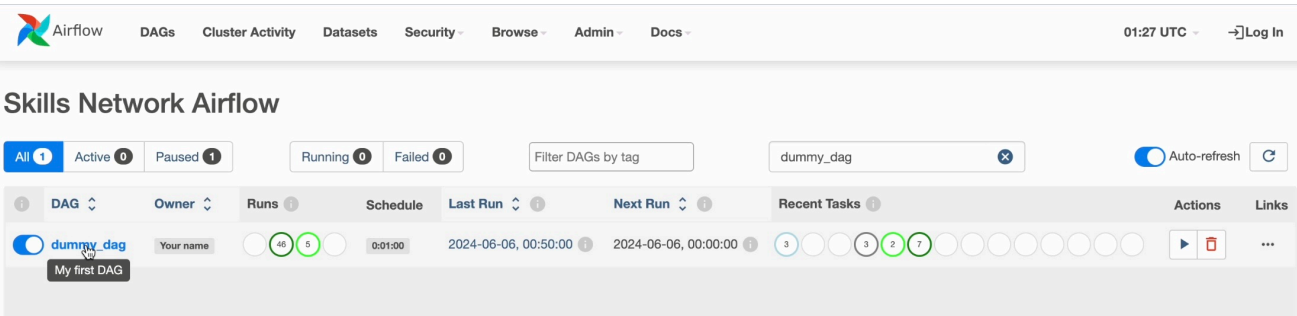 Airflow DAGs Cluster Activity Datasets Security Browse Admin Docs 01:27 UTC Log In
Skills Network Airflow
All 1 Active 0 Paused 1 Running 0 Failed 0 Filter DAGs by tag dummy_dag Auto-refresh
DAG Owner Runs Schedule Last Run Next Run Recent Tasks Actions Links
dummy_dag Your name 46 5 0:01:00 2024-06-06, 00:50:00 2024-06-06, 00:00:00 3 3 2 7
My first DAG